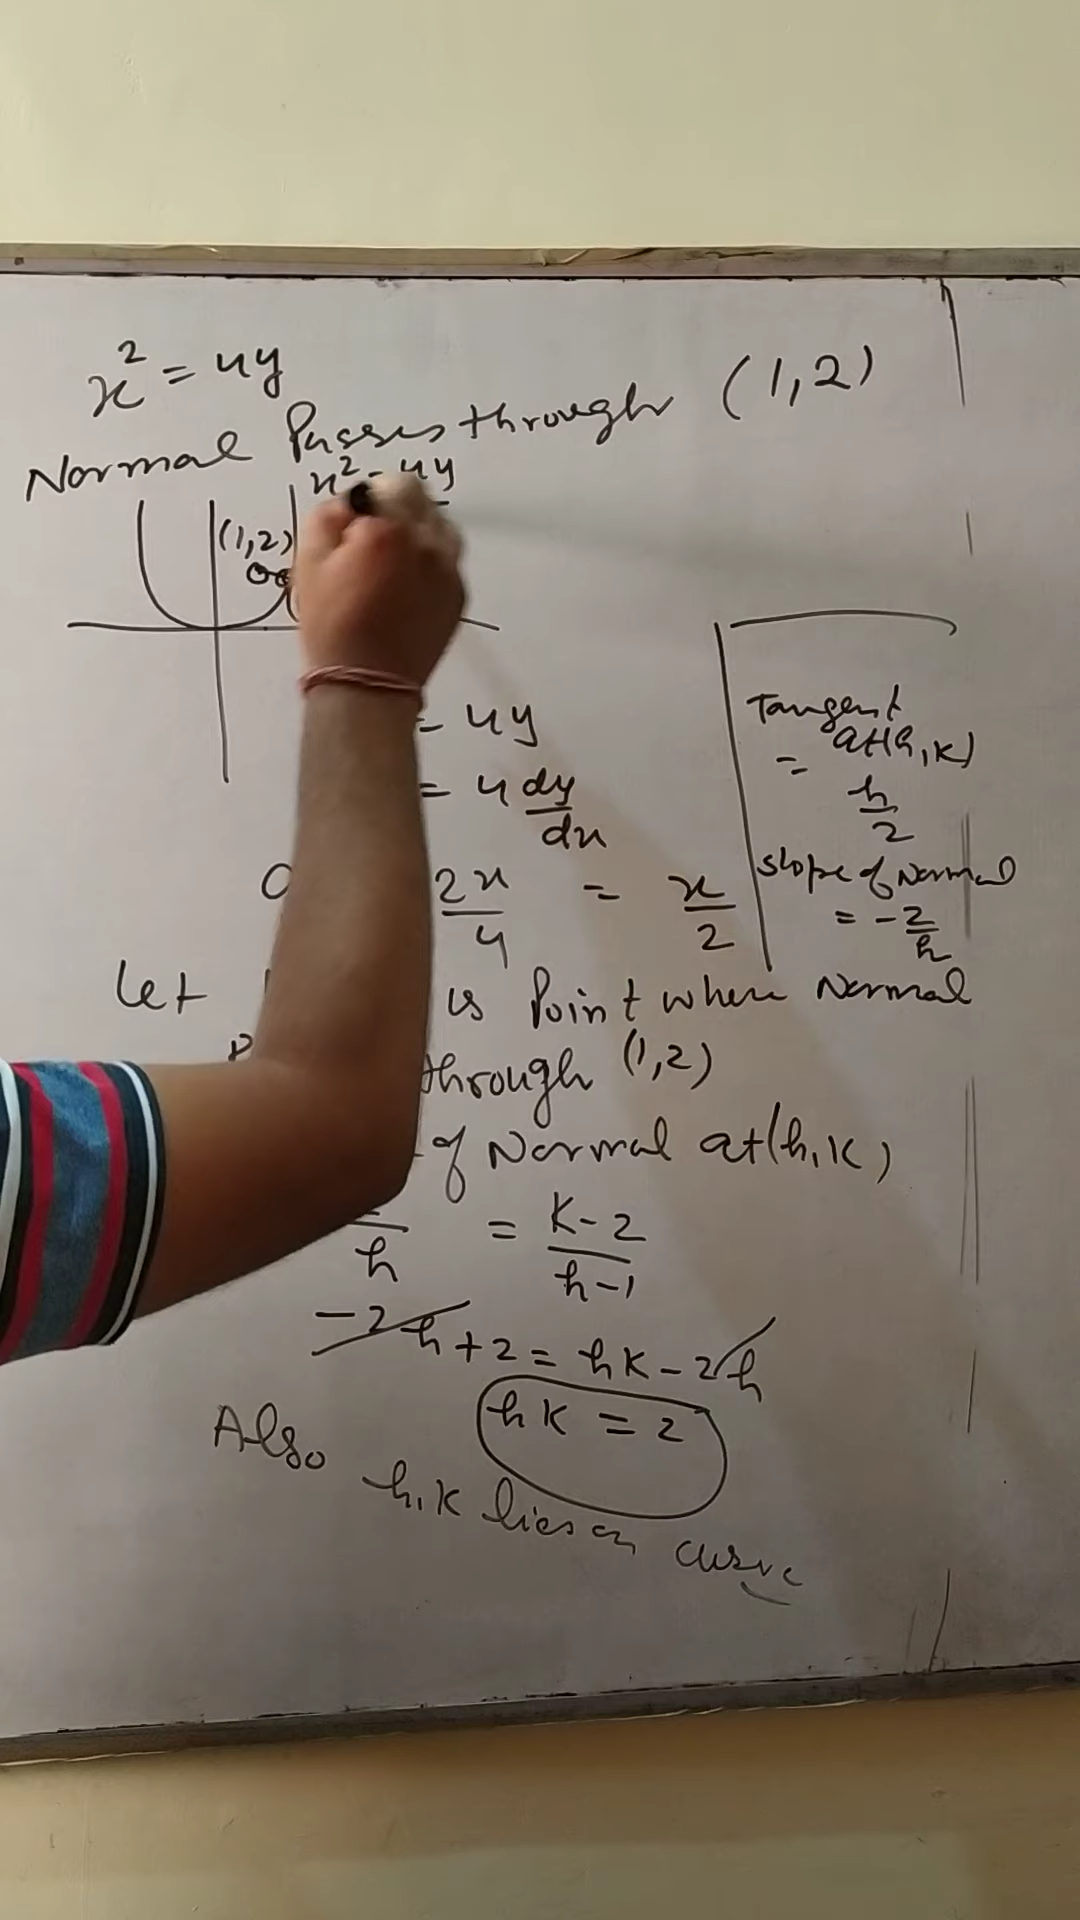 x² = 4y
Normal Passes through (1,2)
x² = 4y
(1,2)
= 4y
= 4 dy/dx
2x/4 = x/2
Tangent
at(h,k)
= h/2
Slope of Normal
= -2/h
Let is Point where Normal
through (1,2)
of Normal at(h,k)
h = k-2/h-1
-2h+2 = hk-2h
hk = 2
Also
h,k lies on curve